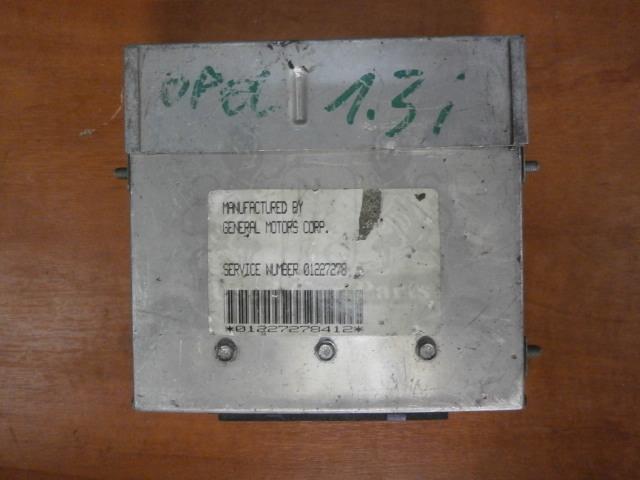 OPEL 1.3i
MANUFACTURED BY
GENERAL MOTORS CORP.
SERVICE NUMBER 01227278
*01227278412*